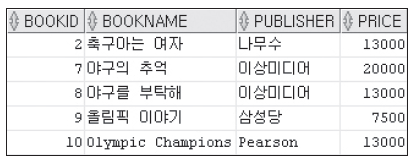 BOOKID BOOKNAME PUBLISHER PRICE
2 축구아는 여자 나무수 13000
7 야구의 추억 이상미디어 20000
8 야구를 부탁해 이상미디어 13000
9 올림픽 이야기 삼성당 7500
10 Olympic Champions Pearson 13000